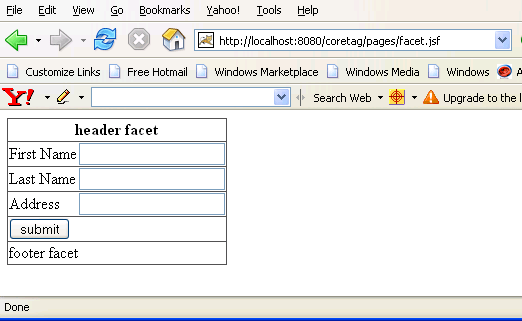 File Edit View Go Bookmarks Yahoo! Tools Help
http://localhost:8080/coretag/pages/facet.jsf
Customize Links Free Hotmail Windows Marketplace Windows Media Windows
Y! Search Web Upgrade to the
header facet
First Name
Last Name
Address
submit
footer facet
Done